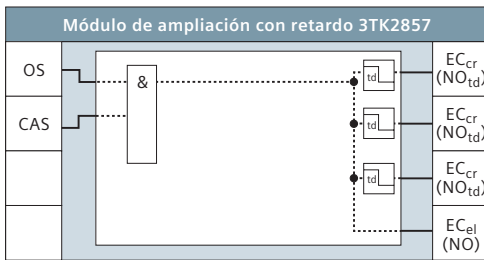 Módulo de ampliación con retardo 3TK2857
OS
CAS
&
td
td
td
ECcr
(NOtd)
ECcr
(NOtd)
ECcr
(NOtd)
ECel
(NO)